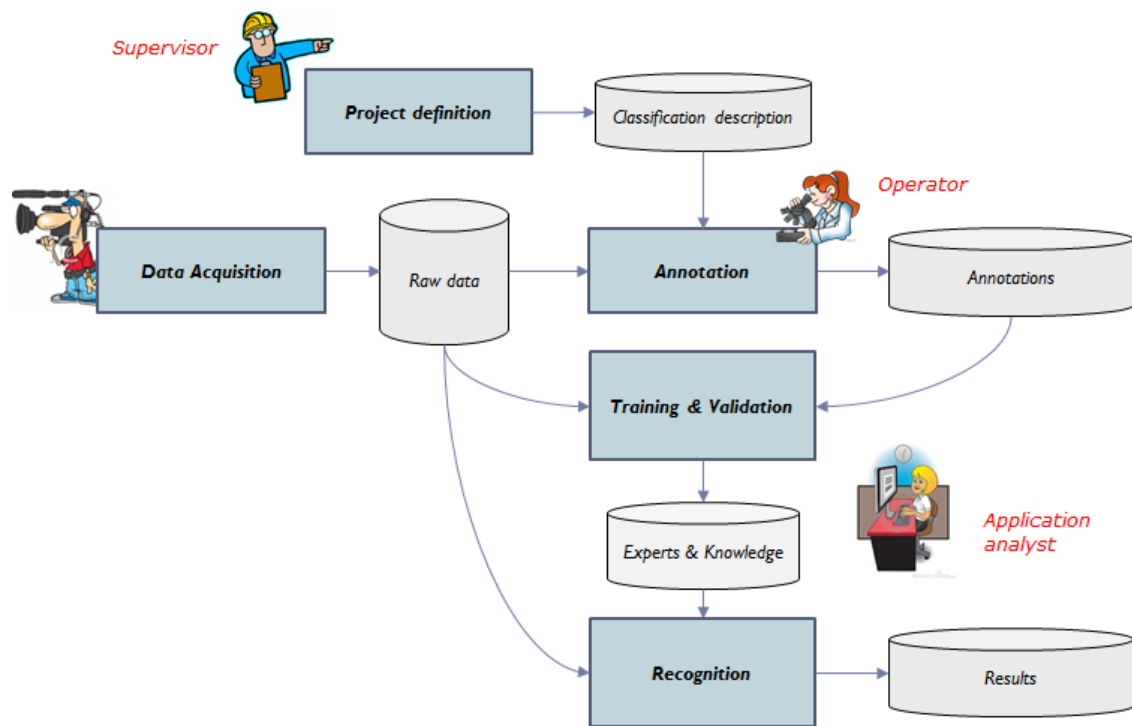 Supervisor
Project definition
Classification description
Operator
Data Acquisition
Raw data
Annotation
Annotations
Training & Validation
Experts & Knowledge
Application
analyst
Recognition
Results